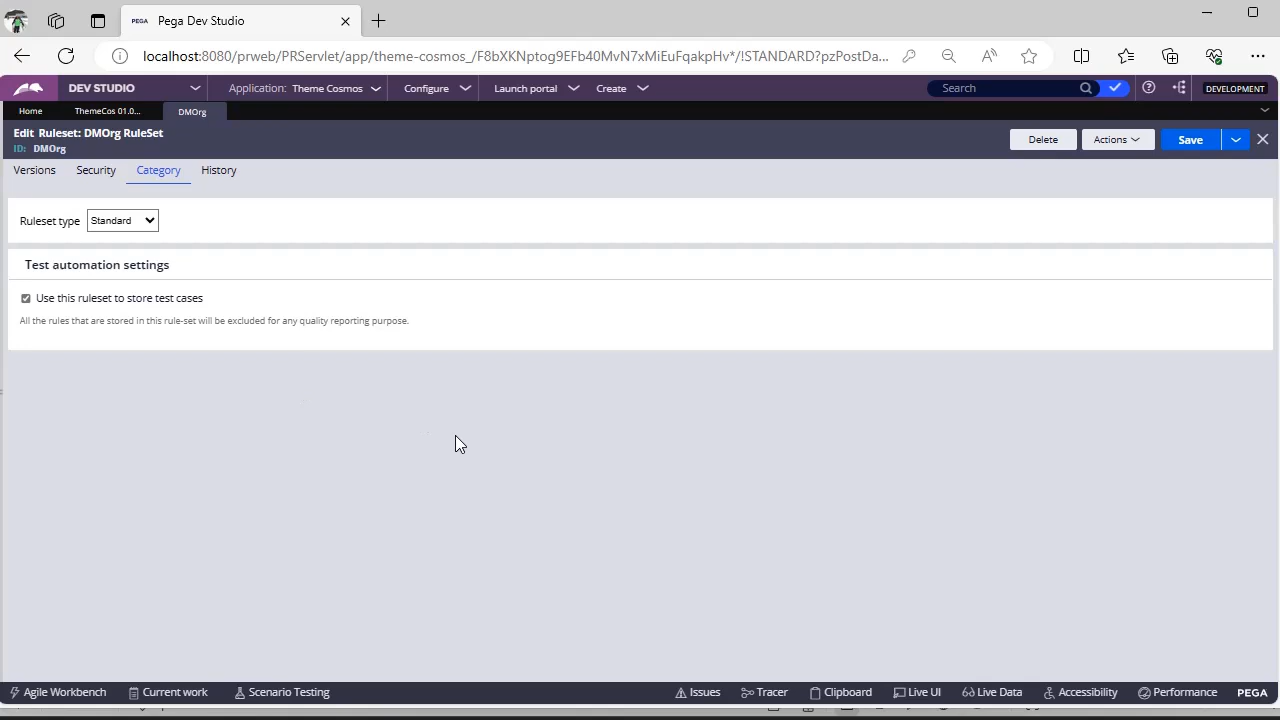 PEGA Pega Dev Studio
localhost:8080/prweb/PRServlet/app/theme-cosmos_/F8bXKNptog9EFb40MvN7xMiEuFqakpHv*/!STANDARD?pzPostDa...
DEV STUDIO Application: Theme Cosmos Configure Launch portal Create Search DEVELOPMENT
Home ThemeCos 01.0... DMOrg
Edit Ruleset: DMOrg RuleSet
ID: DMOrg
Delete Actions Save
Versions Security Category History
Ruleset type Standard
Test automation settings
Use this ruleset to store test cases
All the rules that are stored in this rule-set will be excluded for any quality reporting purpose.
Agile Workbench Current work Scenario Testing Issues Tracer Clipboard Live UI Live Data Accessibility Performance PEGA